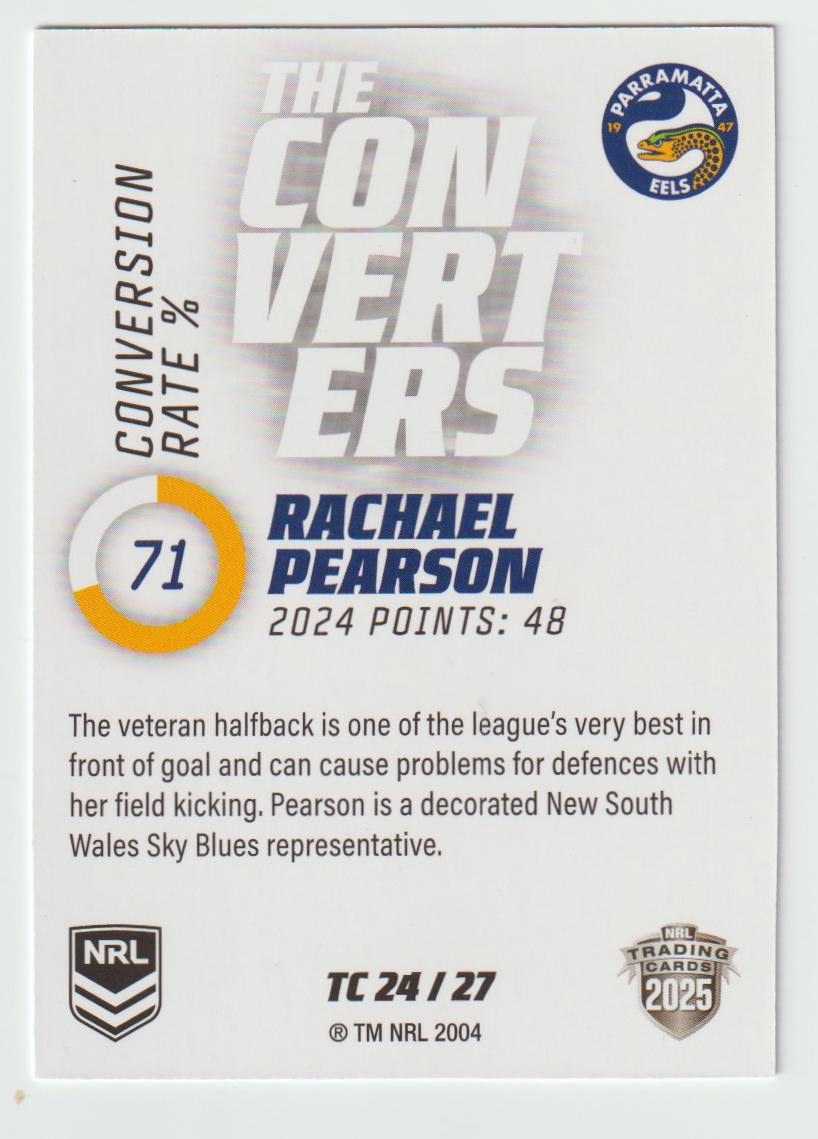 THE
CON
VERT
ERS
PARRAMATTA
19 47
EELS
CONVERSION
RATE %
71
RACHAEL
PEARSON
2024 POINTS: 48
The veteran halfback is one of the league's very best in
front of goal and can cause problems for defences with
her field kicking. Pearson is a decorated New South
Wales Sky Blues representative.
NRL
TC 24 / 27
® TM NRL 2004
NRL
TRADING
CARDS
2025